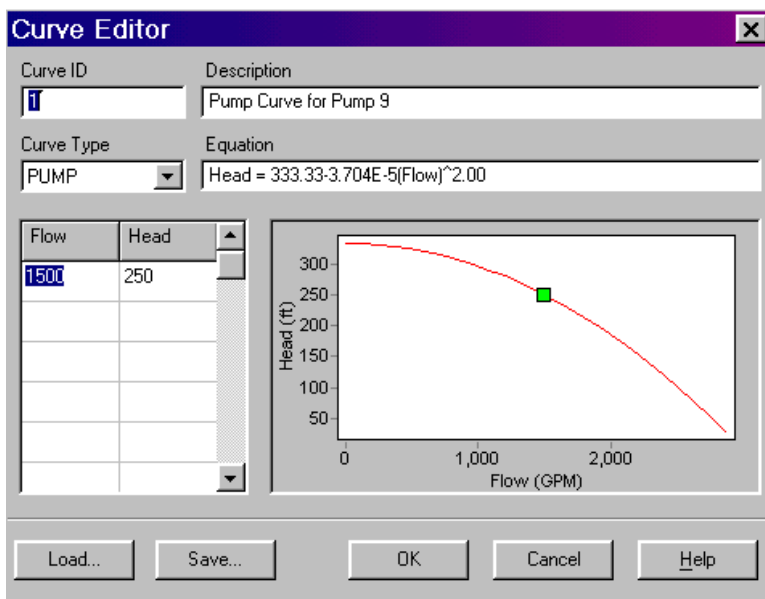 Curve Editor
Curve ID Description
1 Pump Curve for Pump 9
Curve Type Equation
PUMP Head = 333.33-3.704E-5(Flow)^2.00
Flow Head
1500 250
300
250
200
150
100
50
Head (ft)
0 1,000 2,000
Flow (GPM)
Load... Save... OK Cancel Help